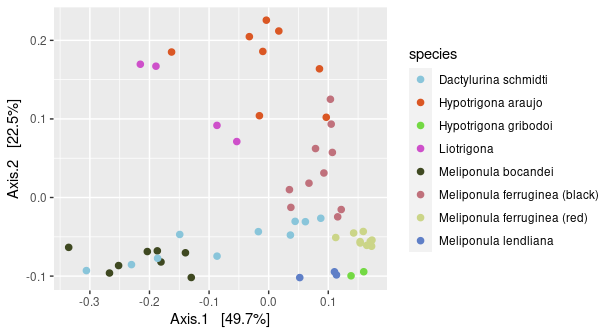 0.2
0.1
0.0
-0.1
Axis.2 [22.5%]
-0.3 -0.2 -0.1 0.0 0.1
Axis.1 [49.7%]
species
Dactylurina schmidti
Hypotrigona araujo
Hypotrigona gribodoi
Liotrigona
Meliponula bocandei
Meliponula ferruginea (black)
Meliponula ferruginea (red)
Meliponula lendliana